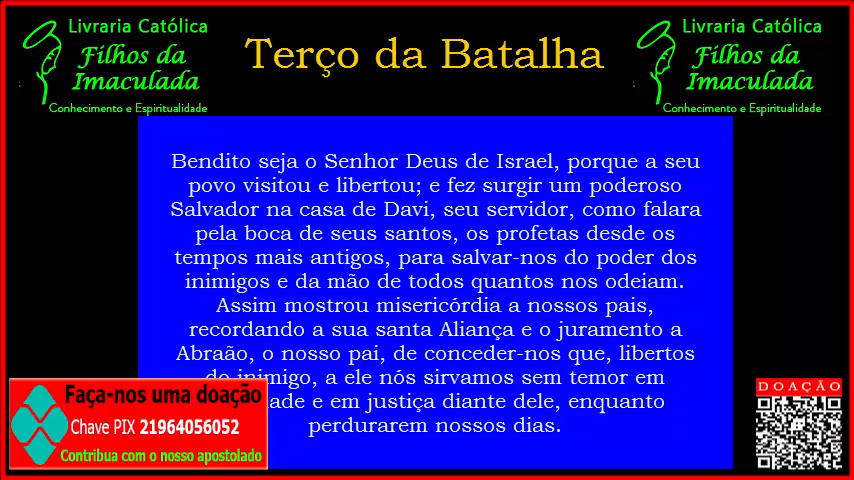 Livraria Católica
Filhos da
Imaculada
Conhecimento e Espiritualidade
Terço da Batalha
Livraria Católica
Filhos da
Imaculada
Conhecimento e Espiritualidade
Bendito seja o Senhor Deus de Israel, porque a seu
povo visitou e libertou; e fez surgir um poderoso
Salvador na casa de Davi, seu servidor, como falara
pela boca de seus santos, os profetas desde os
tempos mais antigos, para salvar-nos do poder dos
inimigos e da mão de todos quantos nos odeiam.
Assim mostrou misericórdia a nossos pais,
recordando a sua santa Aliança e o juramento a
Abraão, o nosso pai, de conceder-nos que, libertos
do inimigo, a ele nós sirvamos sem temor em
e em justiça diante dele, enquanto
perdurarem nossos dias.
Faça-nos uma doação
Chave PIX 21964056052
Contribua com o nosso apostolado
DOAÇÃO